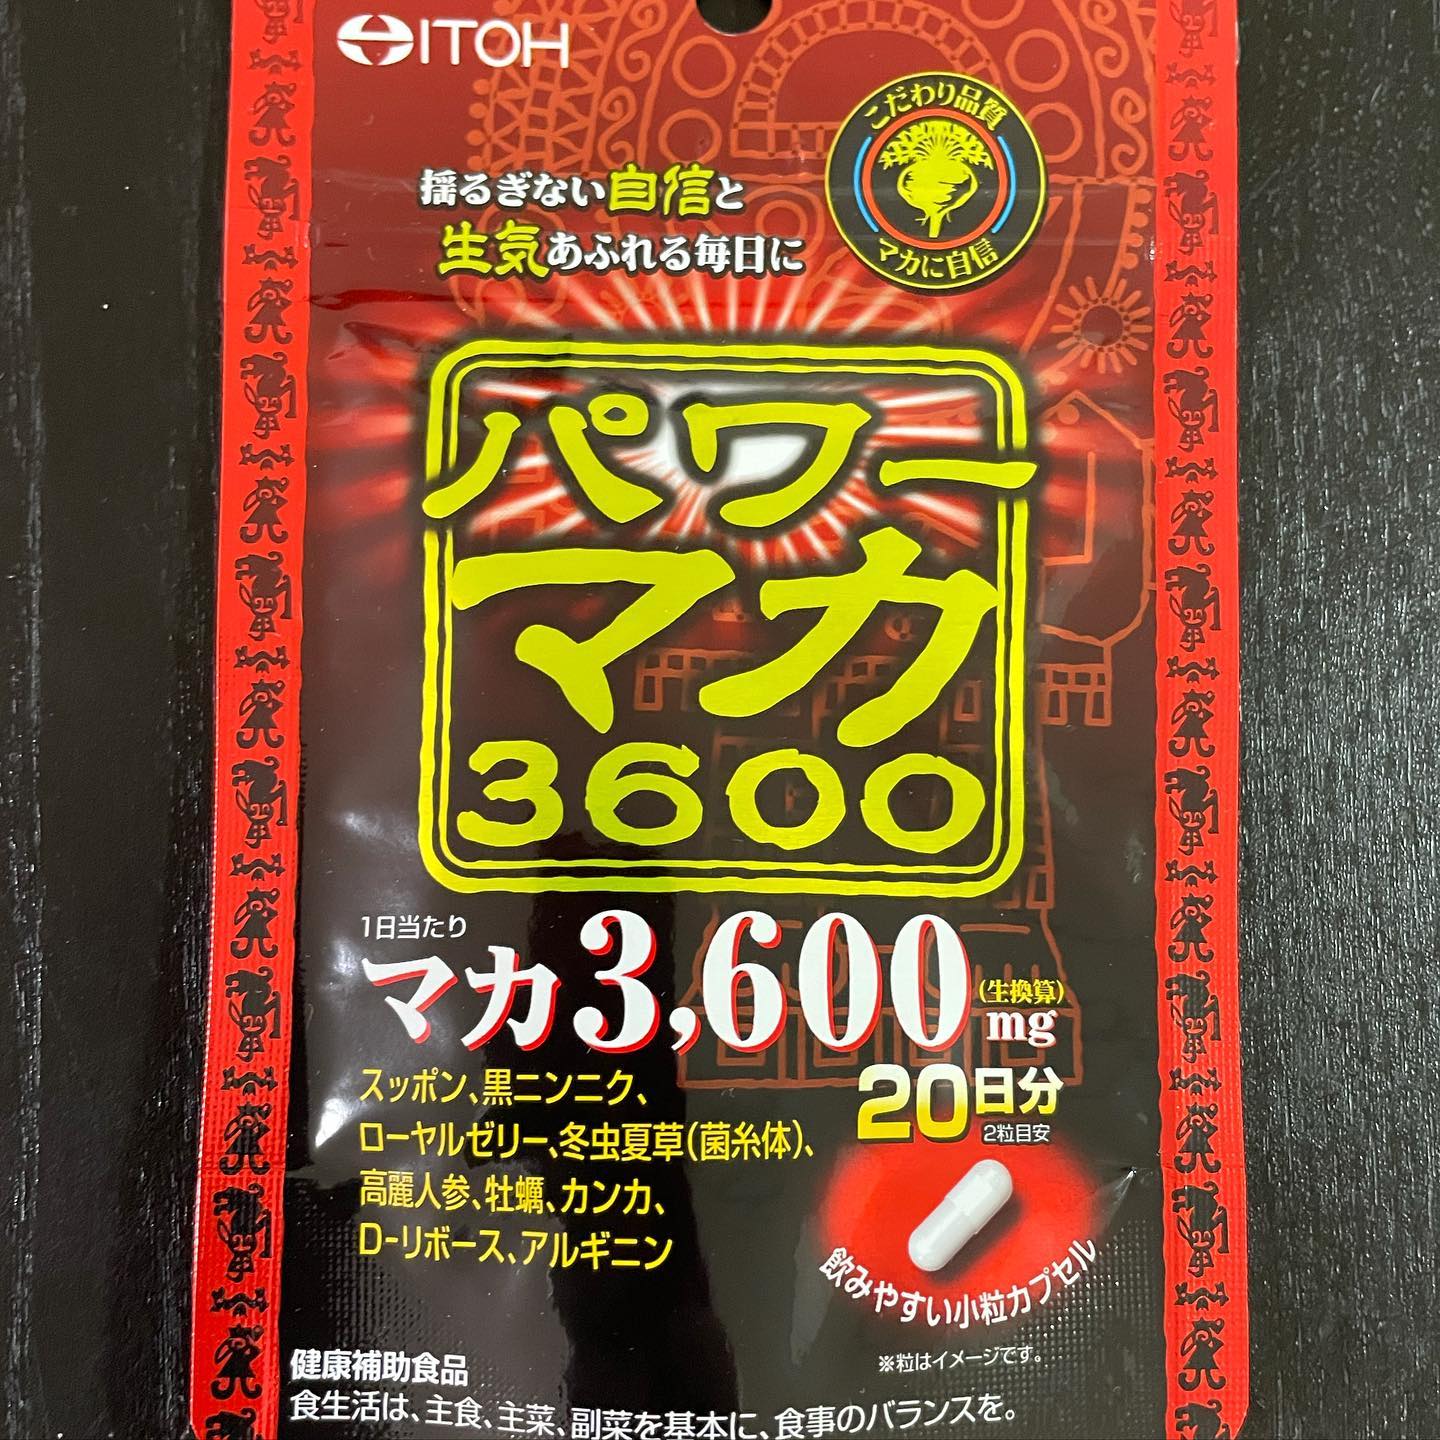 ITOH
こだわり品質
マカに自信
揺るぎない自信と
生気あふれる毎日に
パワー
マカ
3600
1日当たり
マカ3,600mg
(生換算)
スッポン、黒ニンニク、
ローヤルゼリー、冬虫夏草(菌糸体)、
高麗人参、牡蠣、カンカ、
D-リボース、アルギニン
20日分
2粒目安
飲みやすい小粒カプセル
※粒はイメージです。
健康補助食品
食生活は、主食、主菜、副菜を基本に、食事のバランスを。